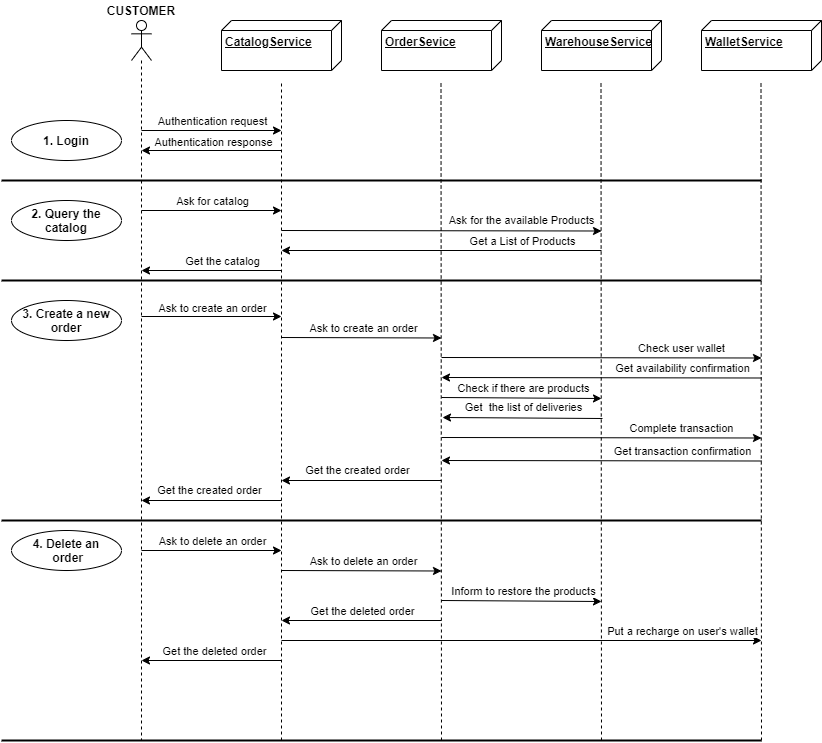 CUSTOMER
CatalogService
OrderSevice
WarehouseService
WalletService
1. Login
Authentication request
Authentication response
2. Query the
catalog
Ask for catalog
Ask for the available Products
Get a List of Products
Get the catalog
3. Create a new
order
Ask to create an order
Ask to create an order
Check user wallet
Get availability confirmation
Check if there are products
Get  the list of deliveries
Complete transaction
Get transaction confirmation
Get the created order
Get the created order
4. Delete an
order
Ask to delete an order
Ask to delete an order
Inform to restore the products
Get the deleted order
Put a recharge on user's wallet
Get the deleted order